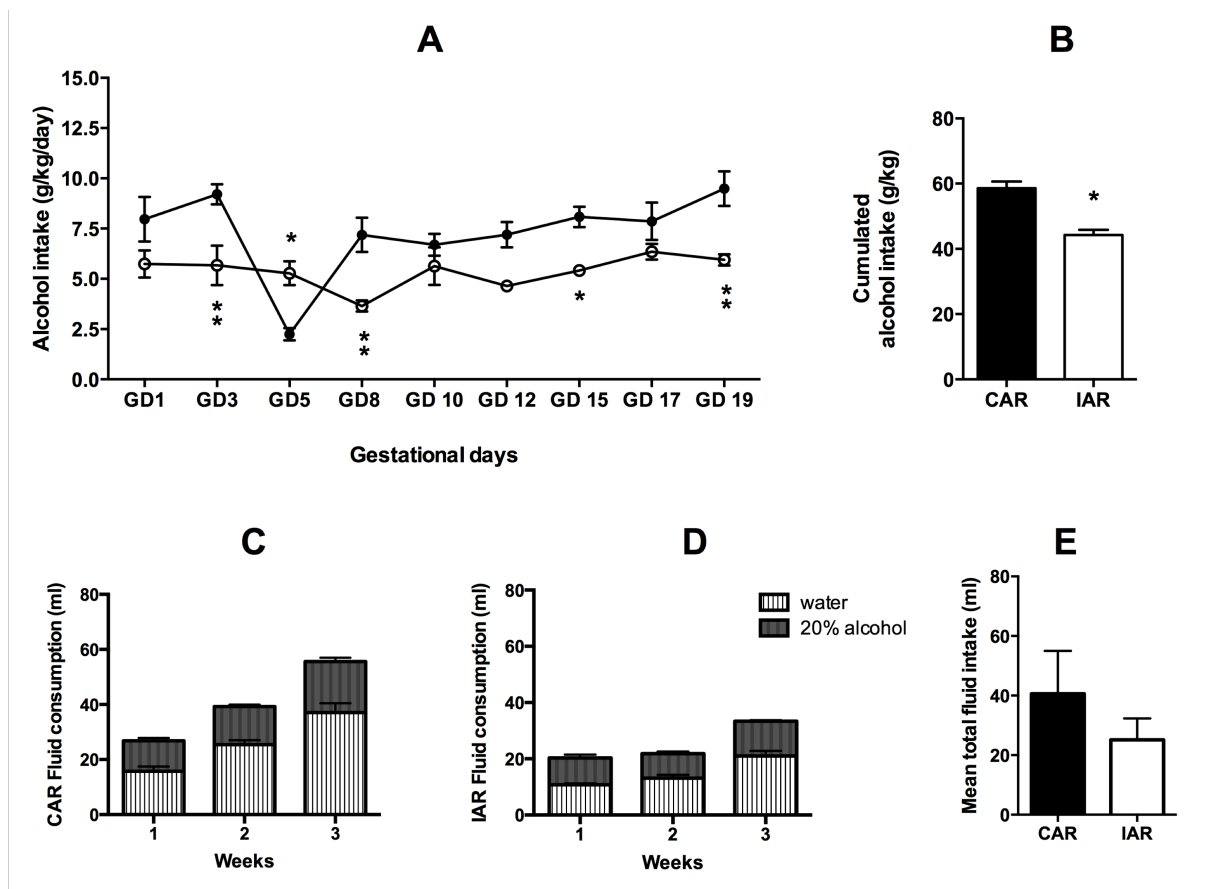 A
B
15.0
12.5
10.0
7.5
5.0
2.5
0.0
Alcohol intake (g/kg/day)
*
*
*
*
*
*
*
*
GD1 GD3 GD5 GD8 GD 10 GD 12 GD 15 GD 17 GD 19
Gestational days
80
60
40
20
0
Cumulated
alcohol intake (g/kg)
*
CAR IAR
C
D
E
80
60
40
20
0
CAR Fluid consumption (ml)
1 2 3
Weeks
80
60
40
20
0
IAR Fluid consumption (ml)
water
20% alcohol
1 2 3
Weeks
80
60
40
20
0
Mean total fluid intake (ml)
CAR IAR